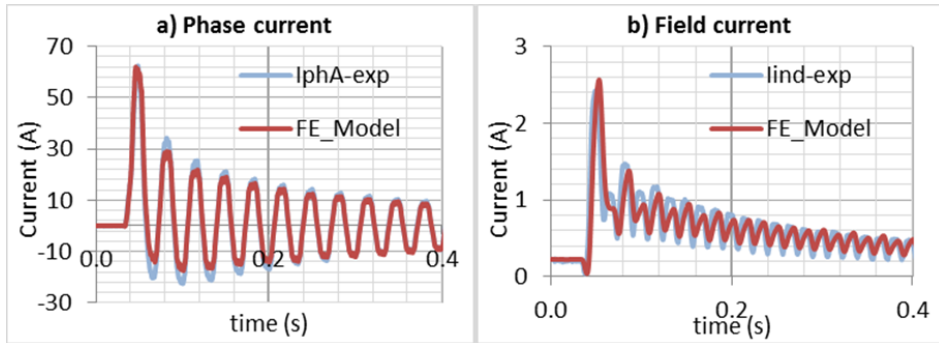 a) Phase current
70
50
30
10
-10
-30
Current (A)
IphA-exp
FE_Model
0.0
0.2
0.4
time (s)
b) Field current
3
2
1
0
Current (A)
Iind-exp
FE_Model
0.0
0.2
0.4
time (s)